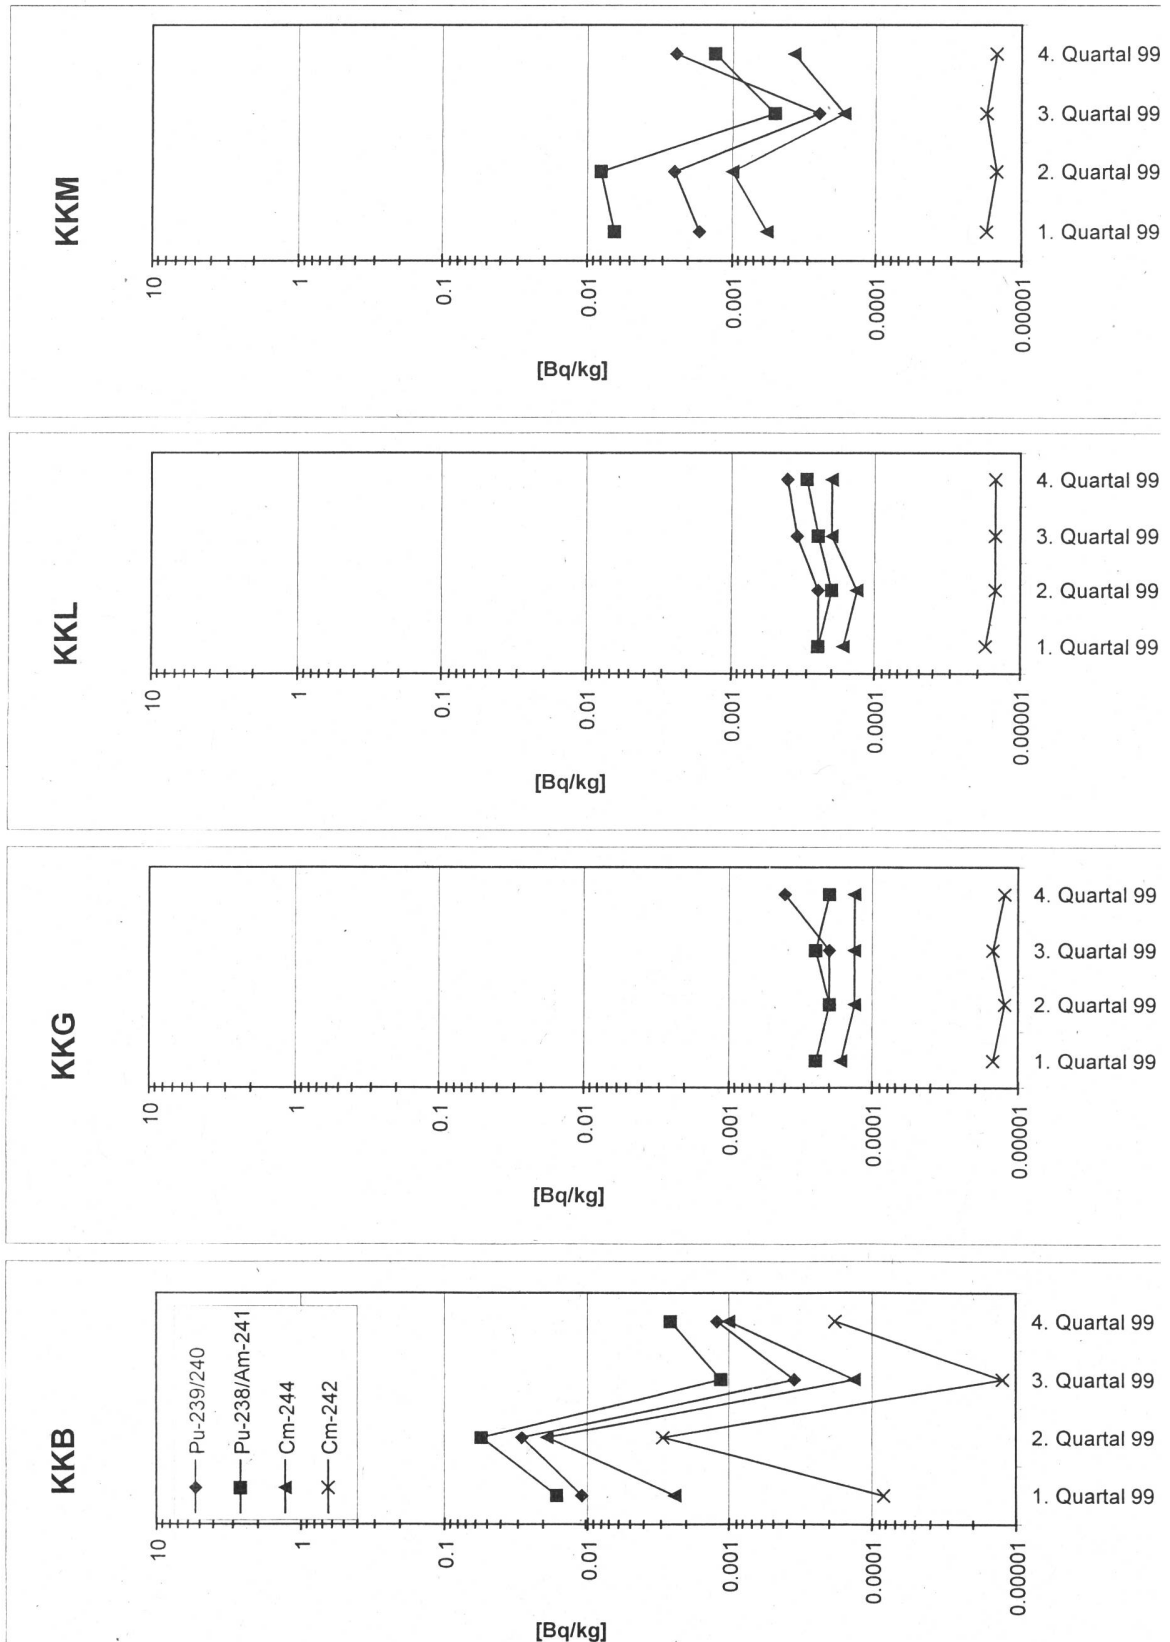 KKM
10
1
0.1
0.01
0.001
0.0001
0.00001
[Bq/kg]
4. Quartal 99
3. Quartal 99
2. Quartal 99
1. Quartal 99
KKL
10
1
0.1
0.01
0.001
0.0001
0.00001
[Bq/kg]
4. Quartal 99
3. Quartal 99
2. Quartal 99
1. Quartal 99
KKG
10
1
0.1
0.01
0.001
0.0001
0.00001
[Bq/kg]
4. Quartal 99
3. Quartal 99
2. Quartal 99
1. Quartal 99
KKB
Pu-239/240
Pu-238/Am-241
Cm-244
Cm-242
10
1
0.1
0.01
0.001
0.0001
0.00001
[Bq/kg]
4. Quartal 99
3. Quartal 99
2. Quartal 99
1. Quartal 99